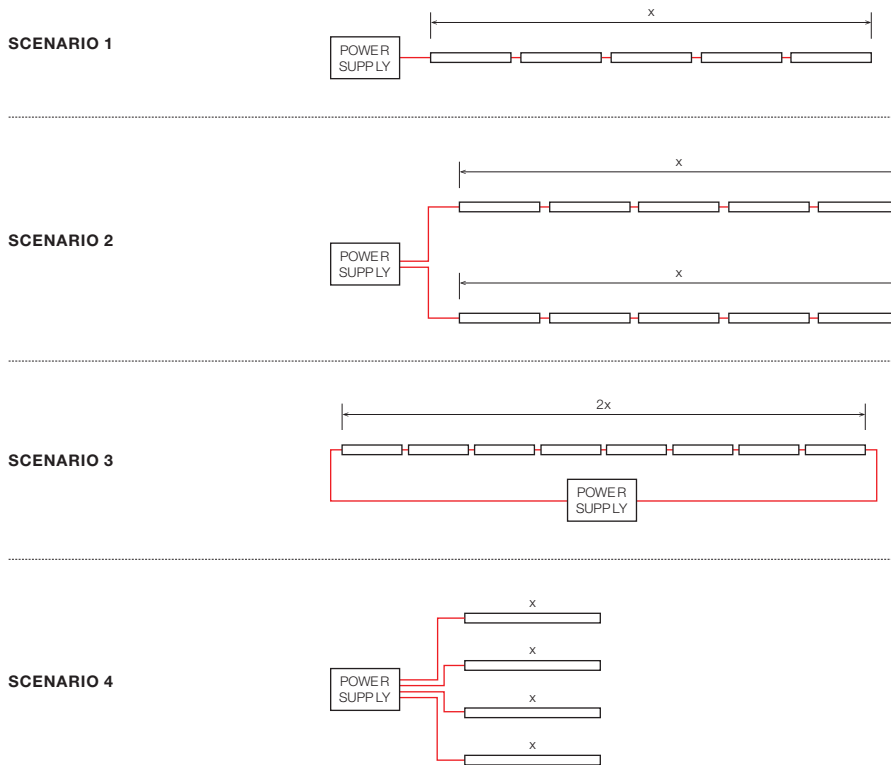 x
SCENARIO 1
POWER
SUPPLY
x
SCENARIO 2
POWER
SUPPLY
x
2x
SCENARIO 3
POWER
SUPPLY
x
x
SCENARIO 4
POWER
SUPPLY
x
x